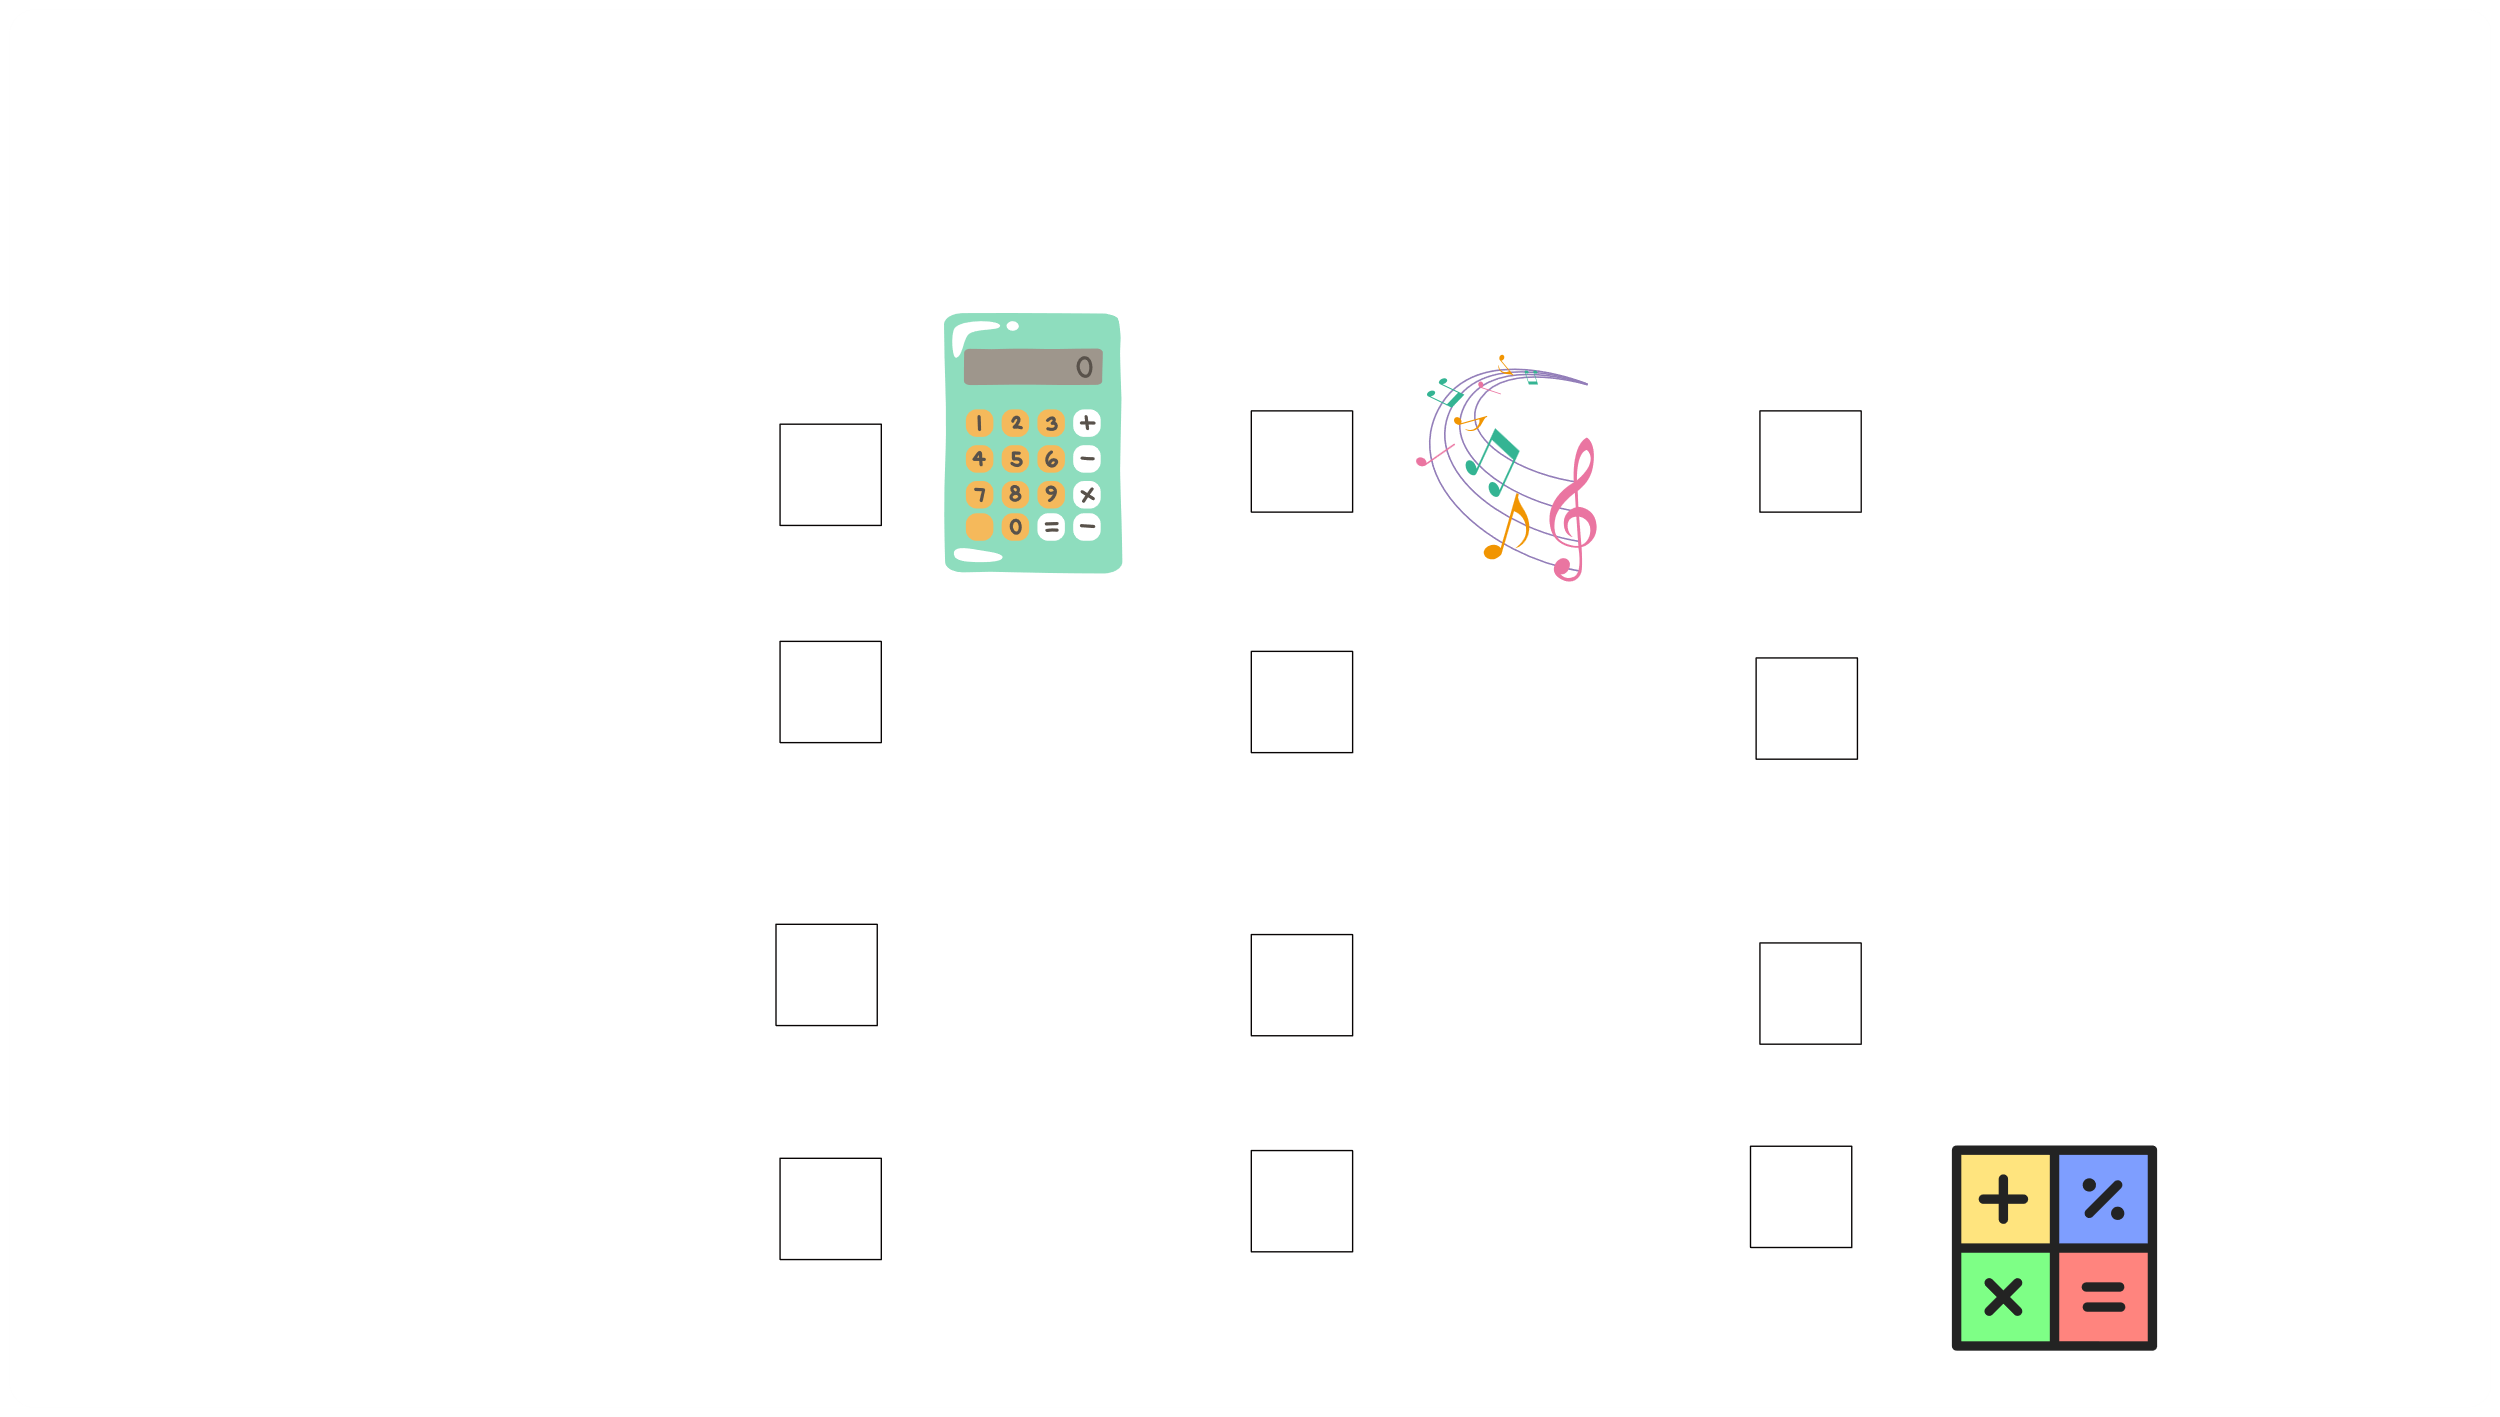 0
1 2 3 +
4 5 6 -
7 8 9 ×
0 = -
+ %
× =